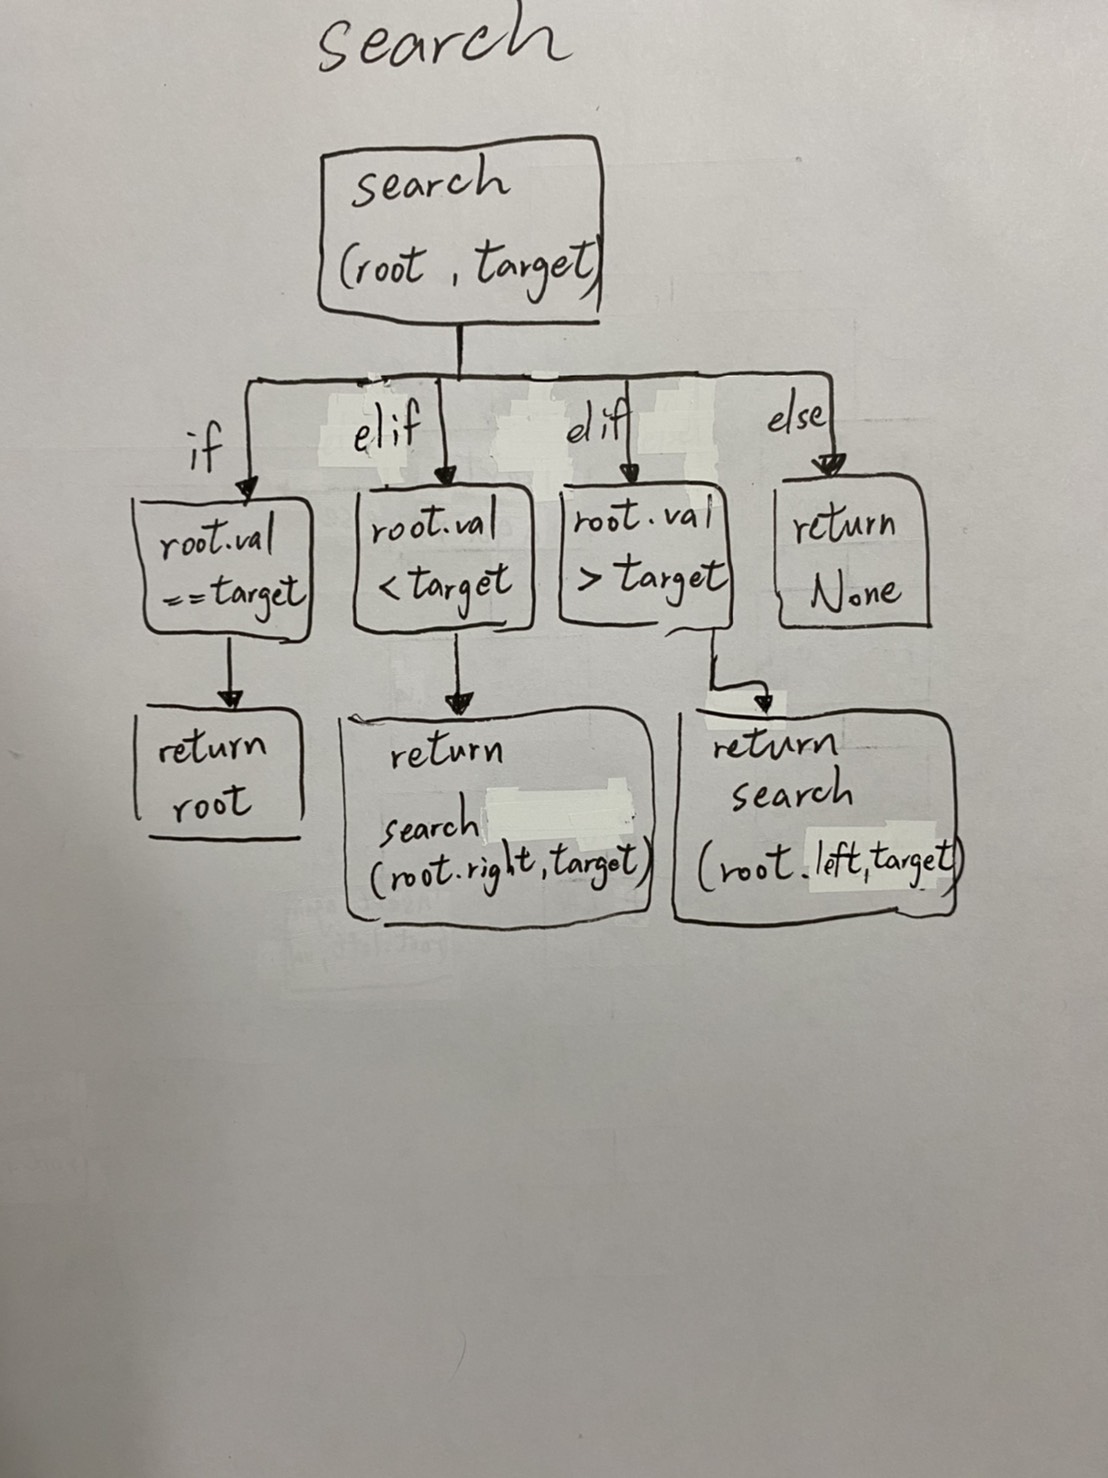 search
search
(root , target)
if
elif
elif
else
root.val
==target
root.val
< target
root.val
> target
return
None
return
root
return
search
(root.right, target)
return
search
(root.left, target)